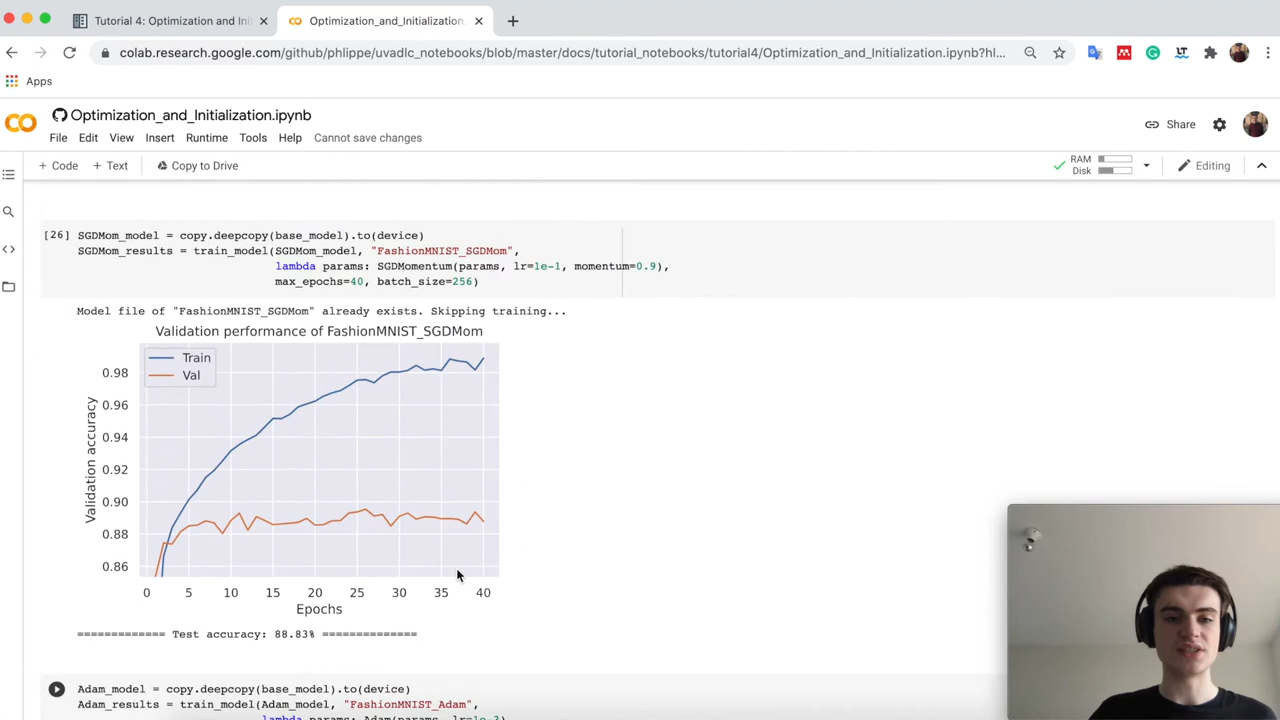 Tutorial 4: Optimization and Ini
Optimization_and_Initialization.
colab.research.google.com/github/phlippe/uvadlc_notebooks/blob/master/docs/tutorial_notebooks/tutorial4/Optimization_and_Initialization.ipynb?hl...
Apps
Optimization_and_Initialization.ipynb
Share
File Edit View Insert Runtime Tools Help Cannot save changes
+ Code + Text Copy to Drive
RAM
Disk
Editing
[26] SGDMom_model = copy.deepcopy(base_model).to(device)
SGDMom_results = train_model(SGDMom_model, "FashionMNIST_SGDMom",
lambda params: SGDMomentum(params, lr=1e-1, momentum=0.9),
max_epochs=40, batch_size=256)
Model file of "FashionMNIST_SGDMom" already exists. Skipping training...
Validation performance of FashionMNIST_SGDMom
Train
Val
Validation accuracy
0.98
0.96
0.94
0.92
0.90
0.88
0.86
0 5 10 15 20 25 30 35 40
Epochs
============= Test accuracy: 88.83% ==============
Adam_model = copy.deepcopy(base_model).to(device)
Adam_results = train_model(Adam_model, "FashionMNIST_Adam",